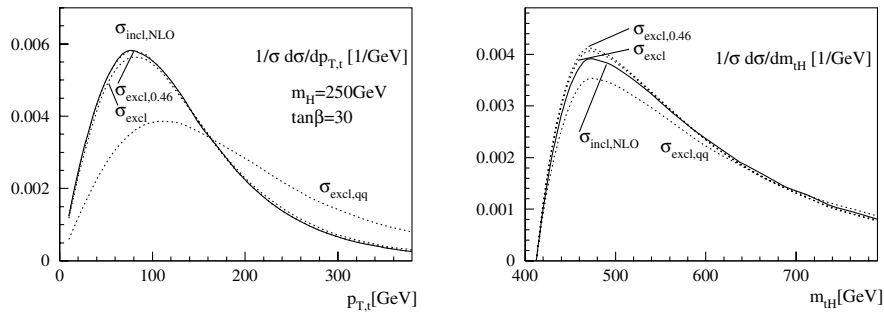 σincl,NLO
1/σ dσ/dpT,t [1/GeV]
mH=250GeV
tanβ=30
σexcl,0.46
σexcl
σexcl,qq
0.006
0.004
0.002
0
0 100 200 300
pT,t[GeV]
σexcl,0.46
σexcl
1/σ dσ/dmtH [1/GeV]
σincl,NLO
σexcl,qq
0.004
0.003
0.002
0.001
0
400 500 600 700
mtH[GeV]